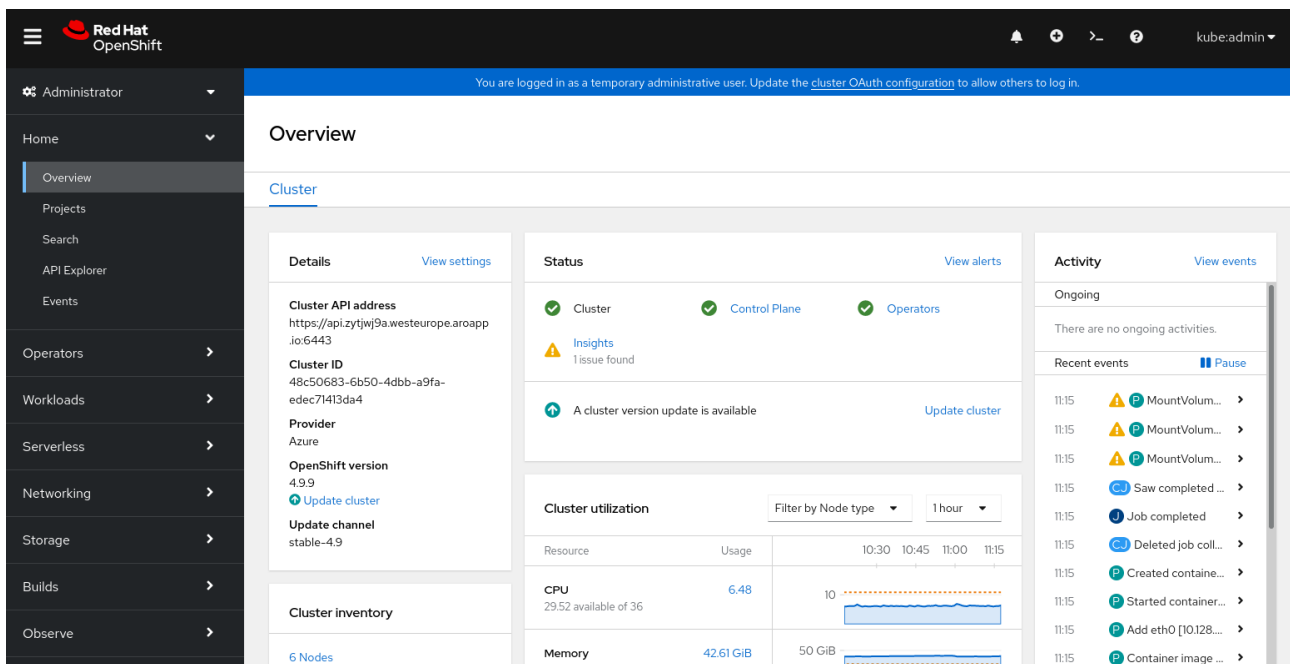 Red Hat
OpenShift
kube:admin
You are logged in as a temporary administrative user. Update the cluster OAuth configuration to allow others to log in.
Administrator
Home
Overview
Projects
Search
API Explorer
Events
Operators
Workloads
Serverless
Networking
Storage
Builds
Observe
Overview
Cluster
Details
View settings
Cluster API address
https://api.zytjwj9a.westeurope.aroapp
.io:6443
Cluster ID
48c50683-6b50-4dbb-a9fa-
edec71413da4
Provider
Azure
OpenShift version
4.9.9
Update cluster
Update channel
stable-4.9
Cluster inventory
6 Nodes
Status
View alerts
Cluster
Control Plane
Operators
Insights
1 issue found
A cluster version update is available
Update cluster
Cluster utilization
Filter by Node type
1 hour
Resource
Usage
10:30 10:45 11:00 11:15
CPU
6.48
29.52 available of 36
10
Memory
42.61 GiB
50 GiB
Activity
View events
Ongoing
There are no ongoing activities.
Recent events
Pause
11:15 P MountVolum...
11:15 P MountVolum...
11:15 P MountVolum...
11:15 CJ Saw completed ...
11:15 J Job completed
11:15 CJ Deleted job coll...
11:15 P Created containe...
11:15 P Started container...
11:15 P Add eth0 [10.128....
11:15 P Container image ...